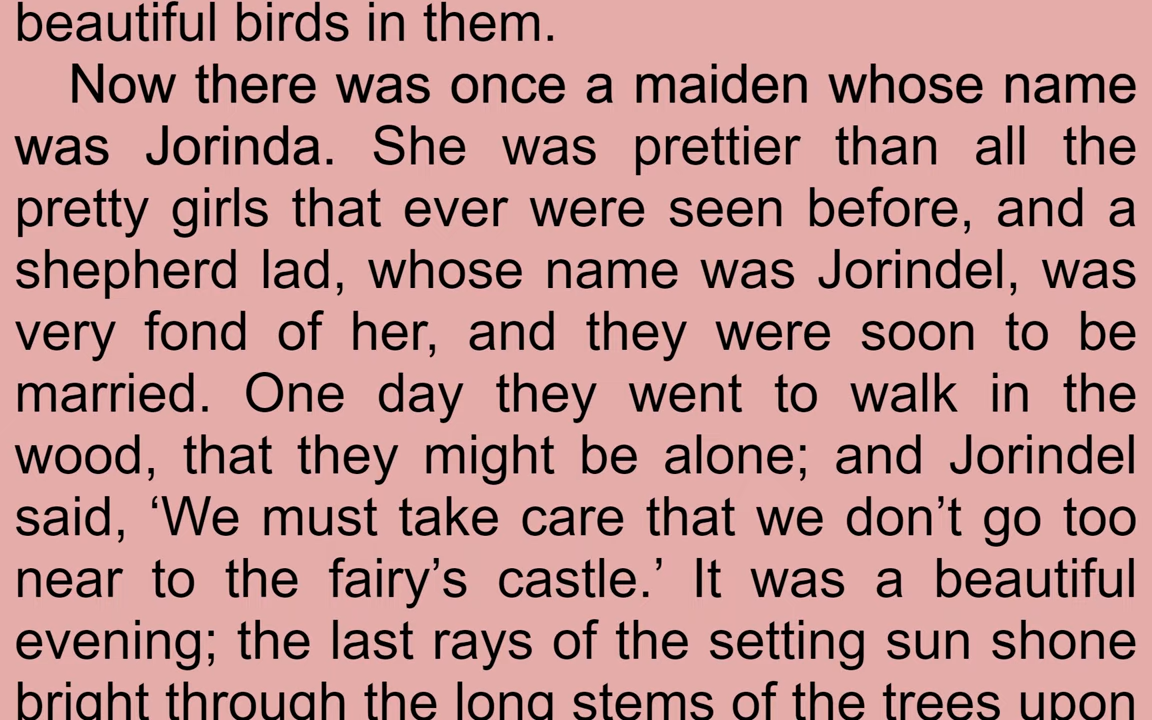 beautiful birds in them.
Now there was once a maiden whose name
was Jorinda. She was prettier than all the
pretty girls that ever were seen before, and a
shepherd lad, whose name was Jorindel, was
very fond of her, and they were soon to be
married. One day they went to walk in the
wood, that they might be alone; and Jorindel
said, ‘We must take care that we don’t go too
near to the fairy’s castle.’ It was a beautiful
evening; the last rays of the setting sun shone
bright through the long stems of the trees upon